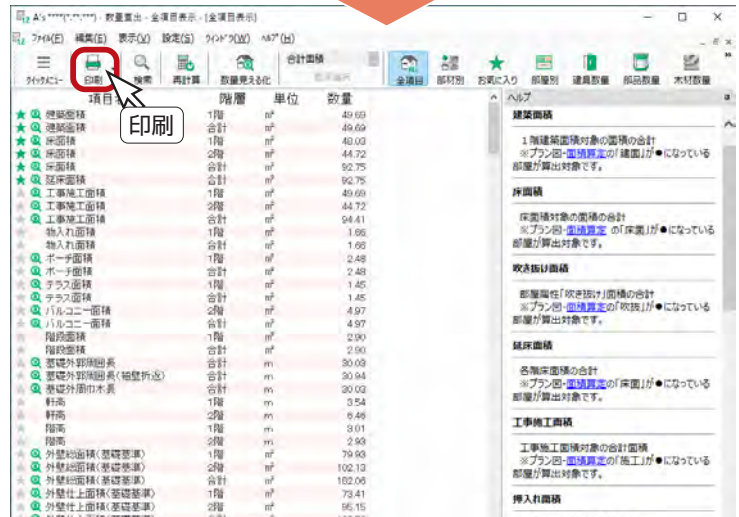 A's ****(*.**.***) - 数量算出 - 全項目表示 - [全項目表示]
ファイル(F) 編集(E) 表示(V) 設定(S) ウインドウ(W) ヘルプ(H)
クイックメニュー 印刷 検索 再計算 数量見える化 合計面積 全項目 部材別 お気に入り 部屋別 建具数量 部品数量 木材数量
印刷
項目名 階層 単位 数量
建築面積 1階 ㎡ 49.69
建築面積 合計 ㎡ 49.69
床面積 1階 ㎡ 48.03
床面積 2階 ㎡ 44.72
床面積 合計 ㎡ 92.75
延床面積 合計 ㎡ 92.75
工事施工面積 1階 ㎡ 49.69
工事施工面積 2階 ㎡ 44.72
工事施工面積 合計 ㎡ 94.41
物入れ面積 1階 ㎡ 1.66
物入れ面積 合計 ㎡ 1.66
ポーチ面積 1階 ㎡ 2.48
ポーチ面積 合計 ㎡ 2.48
テラス面積 1階 ㎡ 1.45
テラス面積 合計 ㎡ 1.45
バルコニー面積 2階 ㎡ 4.97
バルコニー面積 合計 ㎡ 4.97
階段面積 1階 ㎡ 2.90
階段面積 合計 ㎡ 2.90
基礎外郭周囲長 合計 m 30.03
基礎外郭周囲長(袖壁折返) 合計 m 30.94
基礎外周巾木長 合計 m 30.03
軒高 1階 m 3.54
軒高 2階 m 6.46
階高 1階 m 3.01
階高 2階 m 2.93
外壁総面積(基礎基準) 1階 ㎡ 79.93
外壁総面積(基礎基準) 2階 ㎡ 102.13
外壁総面積(基礎基準) 合計 ㎡ 182.06
外壁仕上面積(基礎基準) 1階 ㎡ 73.41
外壁仕上面積(基礎基準) 2階 ㎡ 95.15
ヘルプ
建築面積
1階建築面積対象の面積の合計
※プラン図-面積算定の「建面」が●になっている
部屋が算出対象です。
床面積
床面積対象の面積の合計
※プラン図-面積算定 の「床面」が●になっている
部屋が算出対象です。
吹き抜け面積
部屋属性「吹き抜け」面積の合計
※プラン図-面積算定の「吹抜」が●になっている
部屋が算出対象です。
延床面積
各階床面積の合計
※プラン図-面積算定の「床面」が●になっている
部屋が算出対象です。
工事施工面積
工事施工面積対象の合計面積
※プラン図-面積算定の「施工」が●になっている
部屋が算出対象です。
押入れ面積